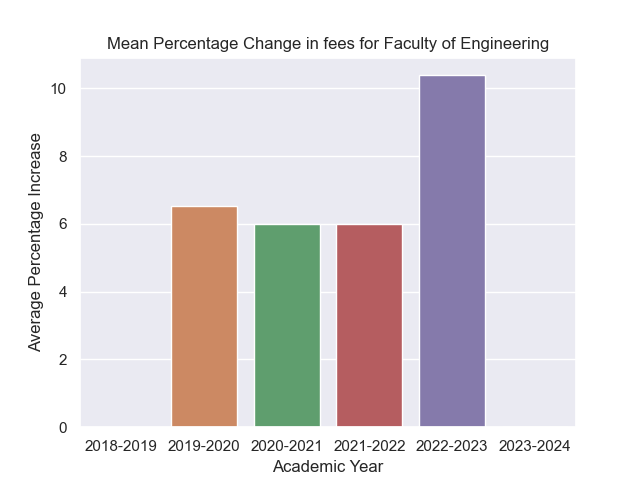 Mean Percentage Change in fees for Faculty of Engineering
Average Percentage Increase
10
8
6
4
2
0
2018-2019 2019-2020 2020-2021 2021-2022 2022-2023 2023-2024
Academic Year